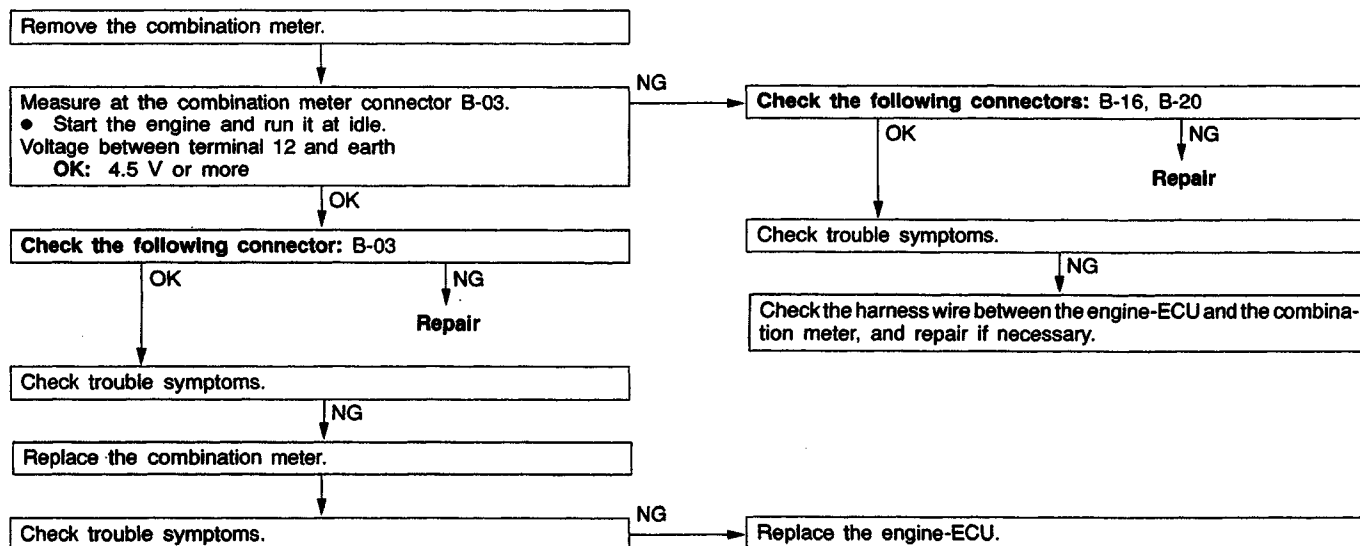 Remove the combination meter.
Measure at the combination meter connector B-03.
● Start the engine and run it at idle.
Voltage between terminal 12 and earth
OK: 4.5 V or more
NG
Check the following connectors: B-16, B-20
OK
NG
Repair
OK
Check the following connector: B-03
Check trouble symptoms.
OK
NG
NG
Repair
Check the harness wire between the engine-ECU and the combina-
tion meter, and repair if necessary.
Check trouble symptoms.
NG
Replace the combination meter.
Check trouble symptoms.
NG
Replace the engine-ECU.